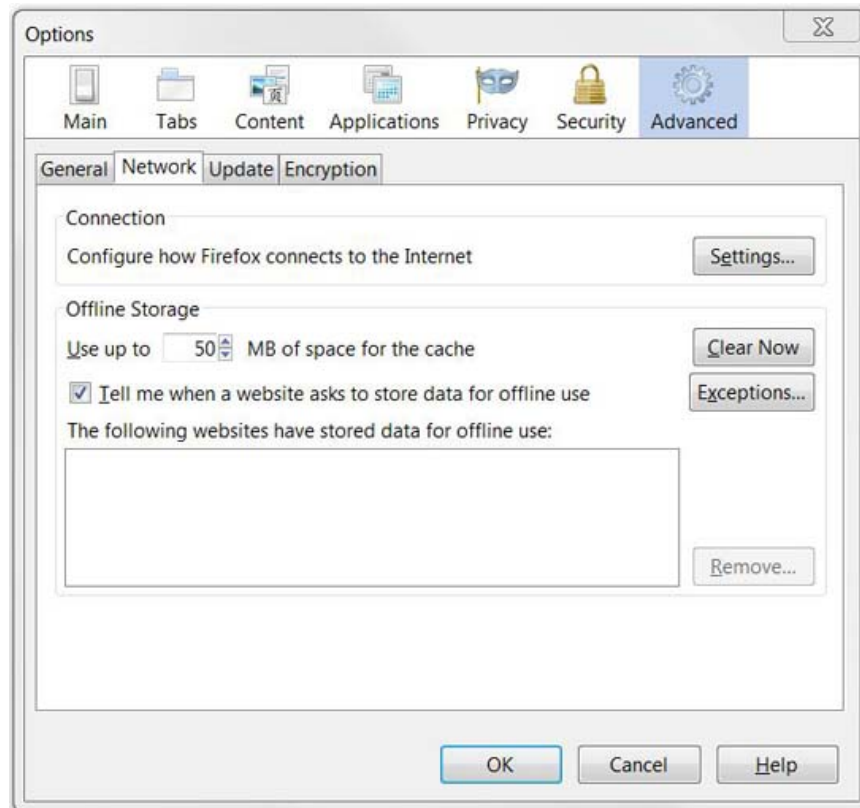 Options
Main Tabs Content Applications Privacy Security Advanced
General Network Update Encryption
Connection
Configure how Firefox connects to the Internet Settings...
Offline Storage
Use up to 50 MB of space for the cache Clear Now
Tell me when a website asks to store data for offline use Exceptions...
The following websites have stored data for offline use:
Remove...
OK Cancel Help